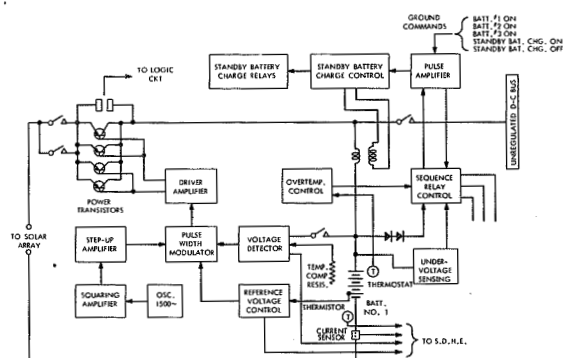 GROUND
COMMANDS
BATT. #1 ON
BATT. #2 ON
BATT. #3 ON
STANDBY BAT. CHG. ON
STANDBY BAT. CHG. OFF
TO LOGIC
CKT
STANDBY BATTERY
CHARGE RELAYS
STANDBY BATTERY
CHARGE CONTROL
PULSE
AMPLIFIER
UNREGULATED D-C BUS
DRIVER
AMPLIFIER
OVERTEMP.
CONTROL
SEQUENCE
RELAY
CONTROL
POWER
TRANSISTORS
TO SOLAR
ARRAY
STEP-UP
AMPLIFIER
PULSE
WIDTH
MODULATOR
VOLTAGE
DETECTOR
TEMP.
COMP
RESIS.
T
THERMOSTAT
UNDER-
VOLTAGE
SENSING
SQUARING
AMPLIFIER
OSC.
1500~
REFERENCE
VOLTAGE
CONTROL
THERMISTOR
T
BATT.
NO. 1
CURRENT
SENSOR
TO S.D.H.E.